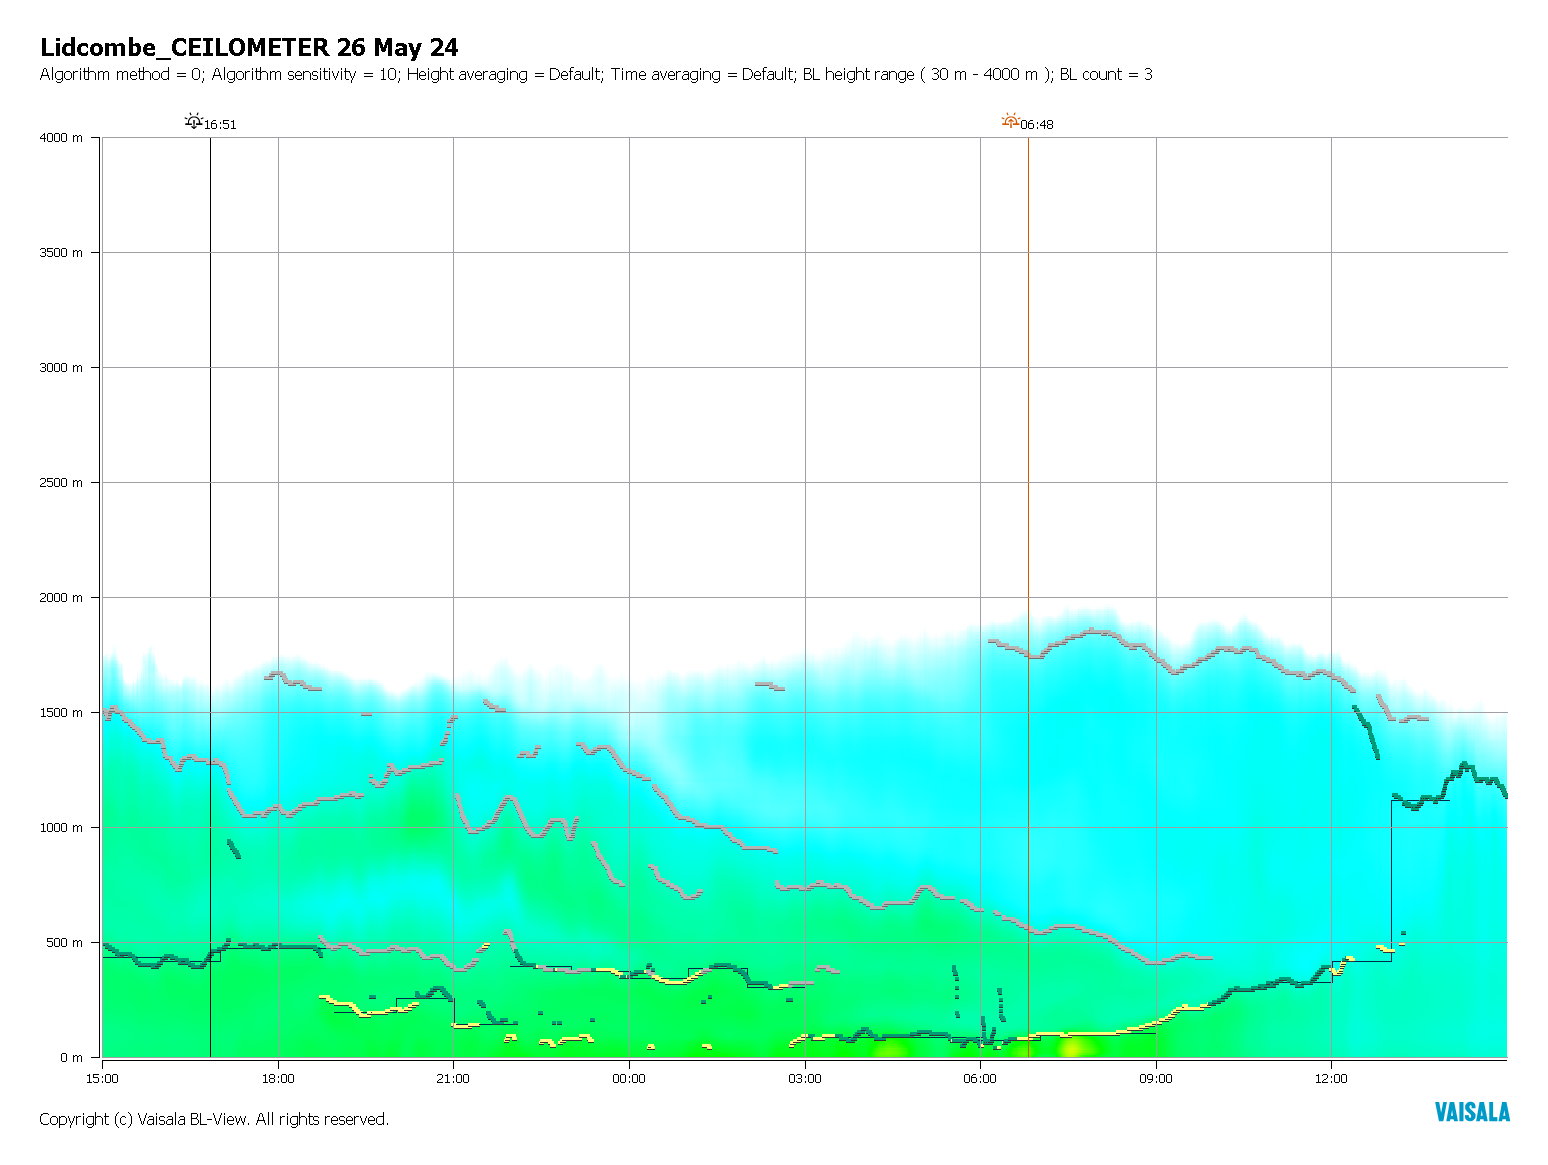 Lidcombe_CEILOMETER 26 May 24
Algorithm method = 0; Algorithm sensitivity = 10; Height averaging = Default; Time averaging = Default; BL height range ( 30 m - 4000 m ); BL count = 3
16:51
06:48
4000 m
3500 m
3000 m
2500 m
2000 m
1500 m
1000 m
500 m
0 m
15:00
18:00
21:00
00:00
03:00
06:00
09:00
12:00
Copyright (c) Vaisala BL-View. All rights reserved.
VAISALA